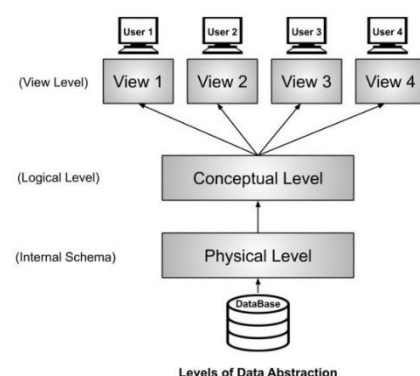 User 1 User 2 User 3 User 4
(View Level) View 1 View 2 View 3 View 4
(Logical Level) Conceptual Level
(Internal Schema) Physical Level
DataBase
Levels of Data Abstraction